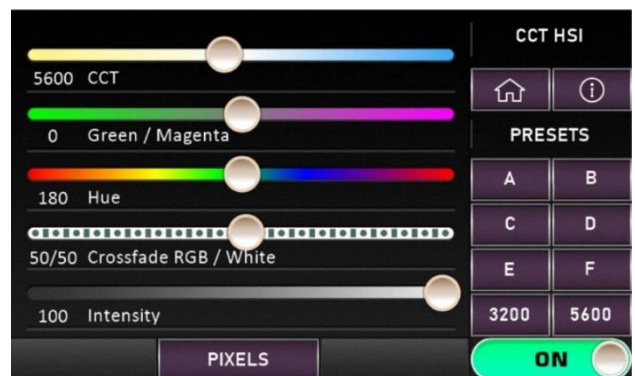 5600 CCT
0 Green / Magenta
180 Hue
50/50 Crossfade RGB / White
100 Intensity
PIXELS
CCT HSI
PRESETS
A B
C D
E F
3200 5600
ON